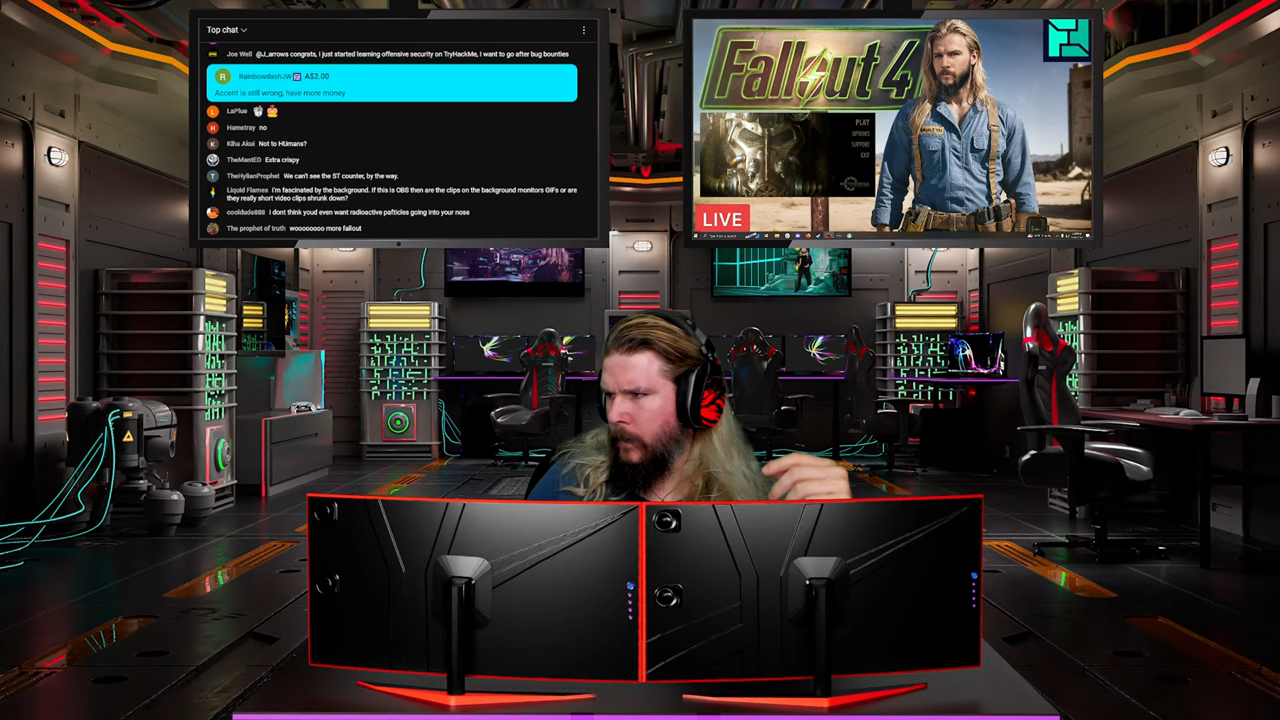 Top chat
Joe Well @J_arrows congrats, I just started learning offensive security on TryHackMe, I want to go after bug bounties
R RainbowdashJW A$2.00
Accent is still wrong, have more money
L LaPlue
H Hamstray no
K Kiha Akui Not to HUmans?
TheMantED Extra crispy
T TheHylianProphet We can't see the ST counter, by the way.
Liquid Flames I'm fascinated by the background. If this is OBS then are the clips on the background monitors GIFs or are
they really short video clips shrunk down?
cooldude888 I dont think youd even want radioactive pafticles going into your nose
The prophet of truth woooooooo more fallout
Fallout 4
PLAY
OPTIONS
SUPPORT
EXIT
LIVE